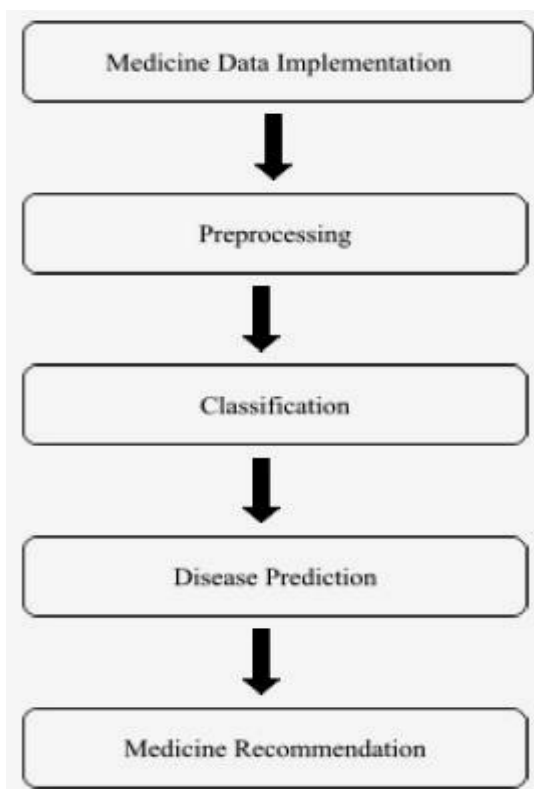 Medicine Data Implementation
Preprocessing
Classification
Disease Prediction
Medicine Recommendation